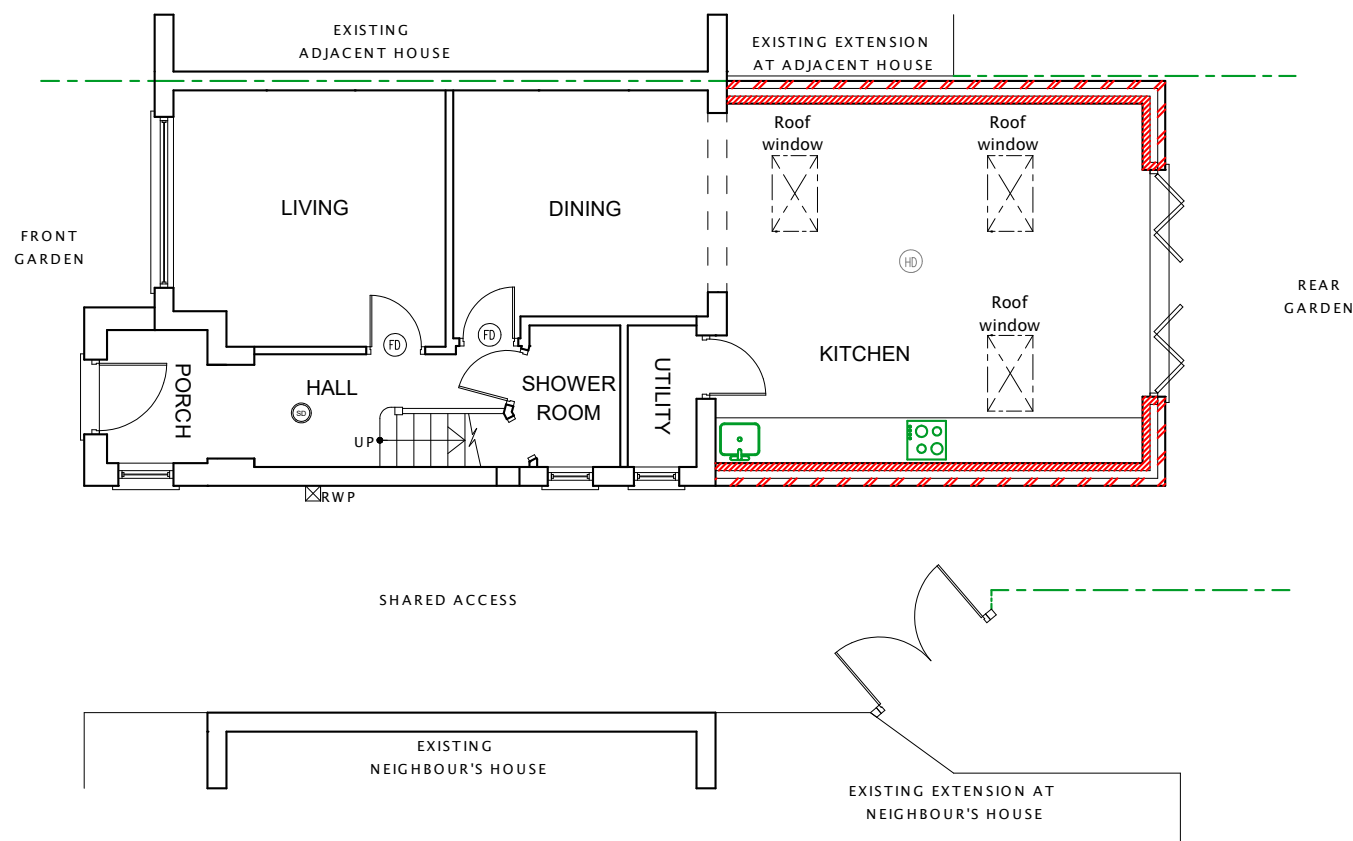 EXISTING
ADJACENT HOUSE
EXISTING EXTENSION
AT ADJACENT HOUSE
Roof
window
Roof
window
LIVING
DINING
FRONT
GARDEN
HD
REAR
GARDEN
Roof
window
FD
FD
KITCHEN
PORCH
HALL
SHOWER
ROOM
UTILITY
SD
UP
RWP
SHARED ACCESS
EXISTING
NEIGHBOUR'S HOUSE
EXISTING EXTENSION AT
NEIGHBOUR'S HOUSE